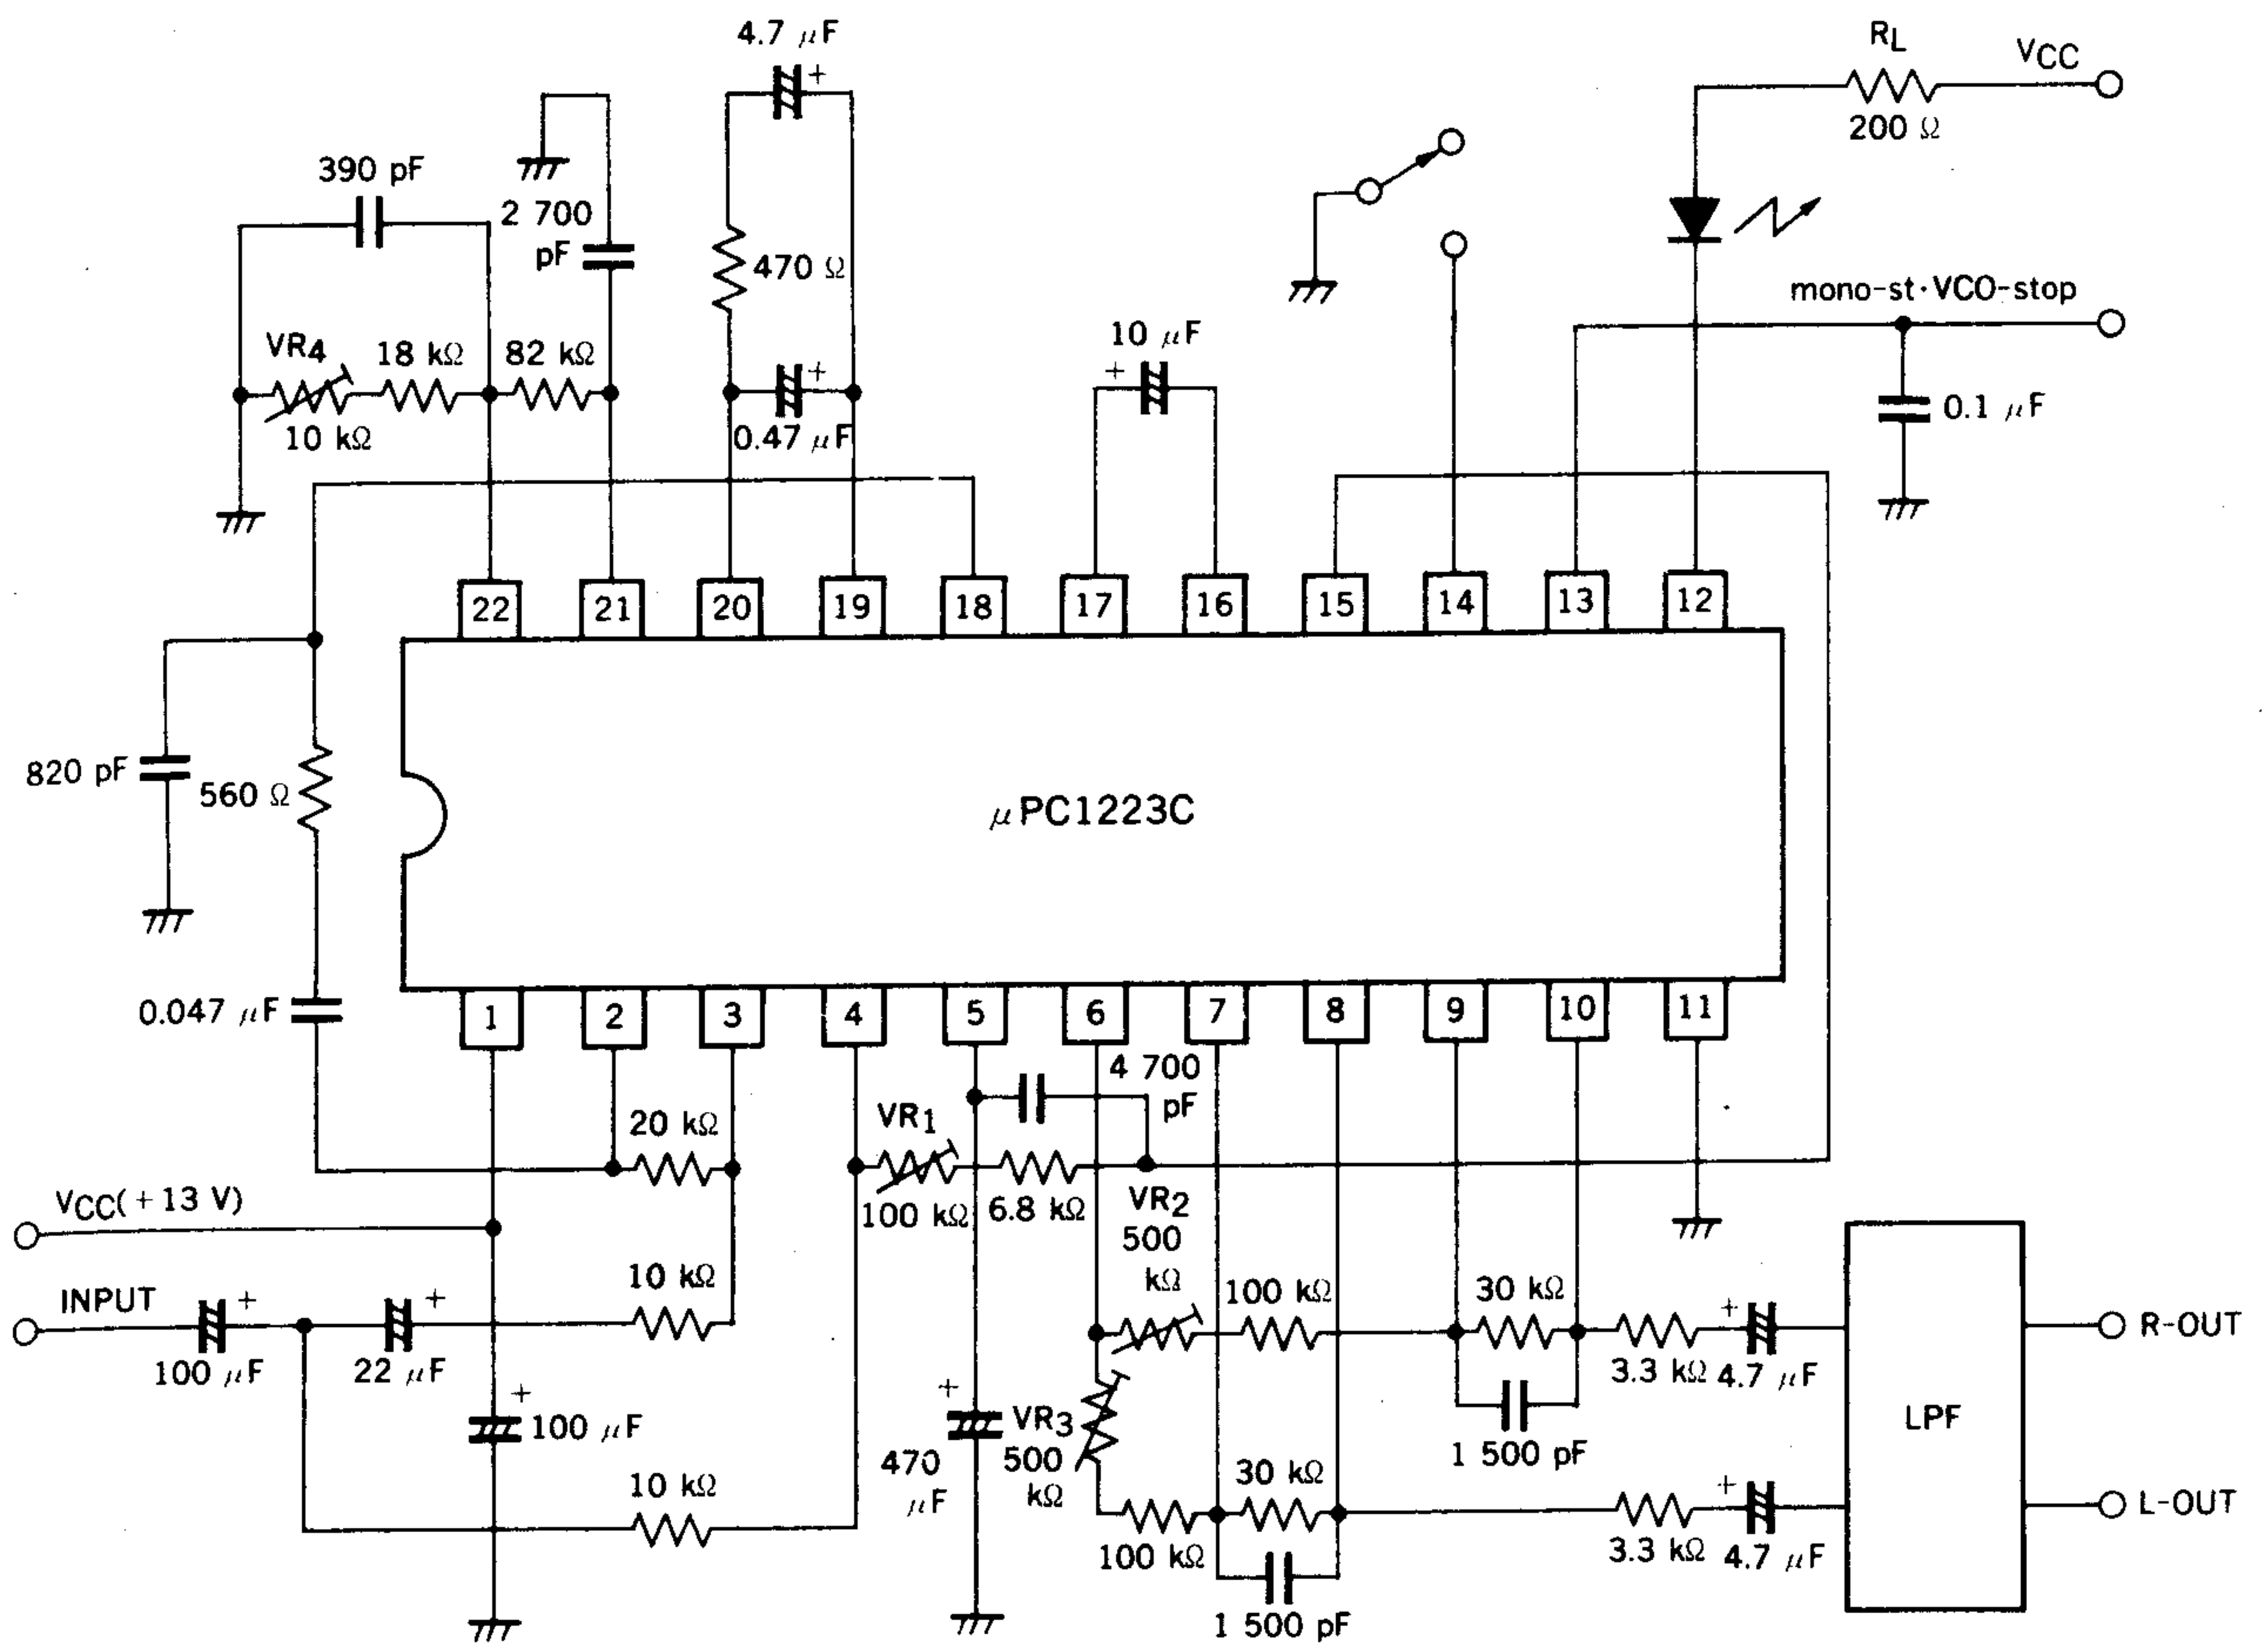 4.7 μF
RL
VCC
200 Ω
390 pF
2 700
pF
470 Ω
mono-st·VCO-stop
10 μF
VR4
18 kΩ
82 kΩ
10 kΩ
0.47 μF
0.1 μF
22
21
20
19
18
17
16
15
14
13
12
820 pF
560 Ω
μPC1223C
0.047 μF
1
2
3
4
5
6
7
8
9
10
11
4 700
pF
20 kΩ
VR1
100 kΩ
6.8 kΩ
VR2
500
kΩ
VCC(+13 V)
INPUT
+
100 μF
+
22 μF
10 kΩ
100 kΩ
30 kΩ
3.3 kΩ
+
4.7 μF
R-OUT
+
100 μF
+
470
μF
VR3
500
kΩ
1 500 pF
LPF
10 kΩ
30 kΩ
100 kΩ
3.3 kΩ
+
4.7 μF
L-OUT
1 500 pF